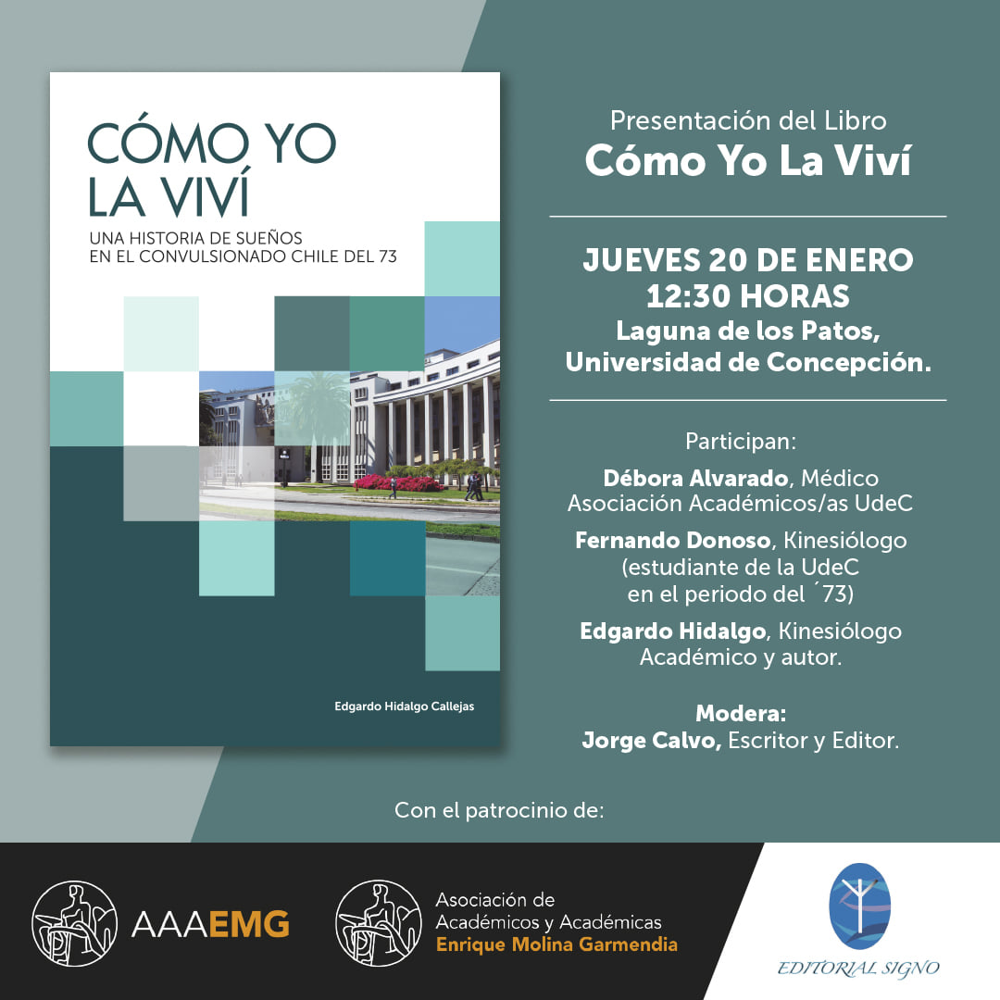 CÓMO YO
LA VIVÍ
UNA HISTORIA DE SUEÑOS
EN EL CONVULSIONADO CHILE DEL 73
Edgardo Hidalgo Callejas
Presentación del Libro
Cómo Yo La Viví
JUEVES 20 DE ENERO
12:30 HORAS
Laguna de los Patos,
Universidad de Concepción.
Participan:
Débora Alvarado, Médico
Asociación Académicos/as UdeC
Fernando Donoso, Kinesiólogo
(estudiante de la UdeC
en el periodo del ´73)
Edgardo Hidalgo, Kinesiólogo
Académico y autor.
Modera:
Jorge Calvo, Escritor y Editor.
Con el patrocinio de:
AAAEMG
Asociación de
Académicos y Académicas
Enrique Molina Garmendia
EDITORIAL SIGNO